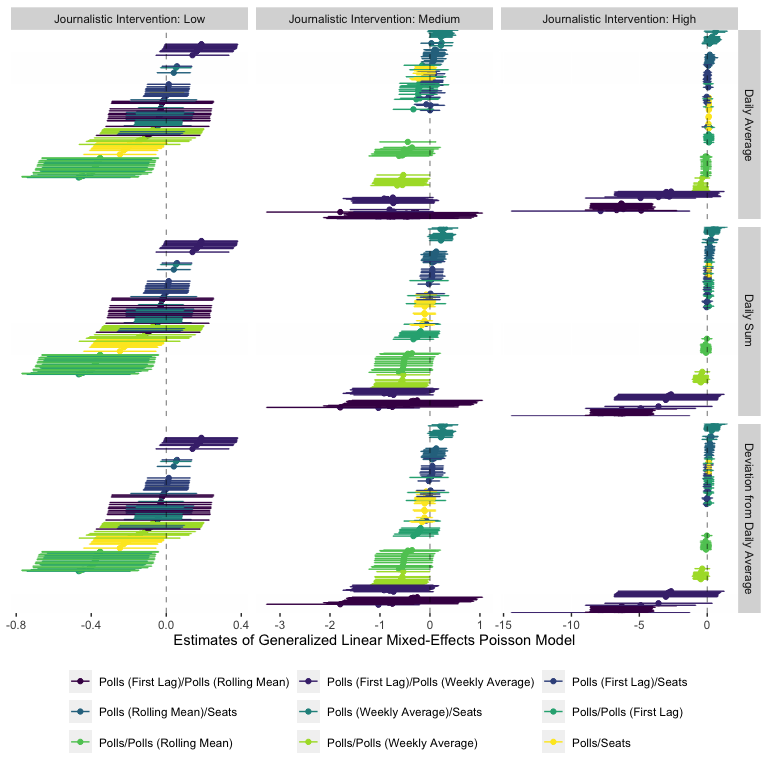 Journalistic Intervention: Low
Journalistic Intervention: Medium
Journalistic Intervention: High
Daily Average
Daily Sum
Deviation from Daily Average
-0.8 -0.4 0.0 0.4
-3 -2 -1 0 1
-15 -10 -5 0
Estimates of Generalized Linear Mixed-Effects Poisson Model
Polls (First Lag)/Polls (Rolling Mean)
Polls (First Lag)/Polls (Weekly Average)
Polls (First Lag)/Seats
Polls (Rolling Mean)/Seats
Polls (Weekly Average)/Seats
Polls/Polls (First Lag)
Polls/Polls (Rolling Mean)
Polls/Polls (Weekly Average)
Polls/Seats